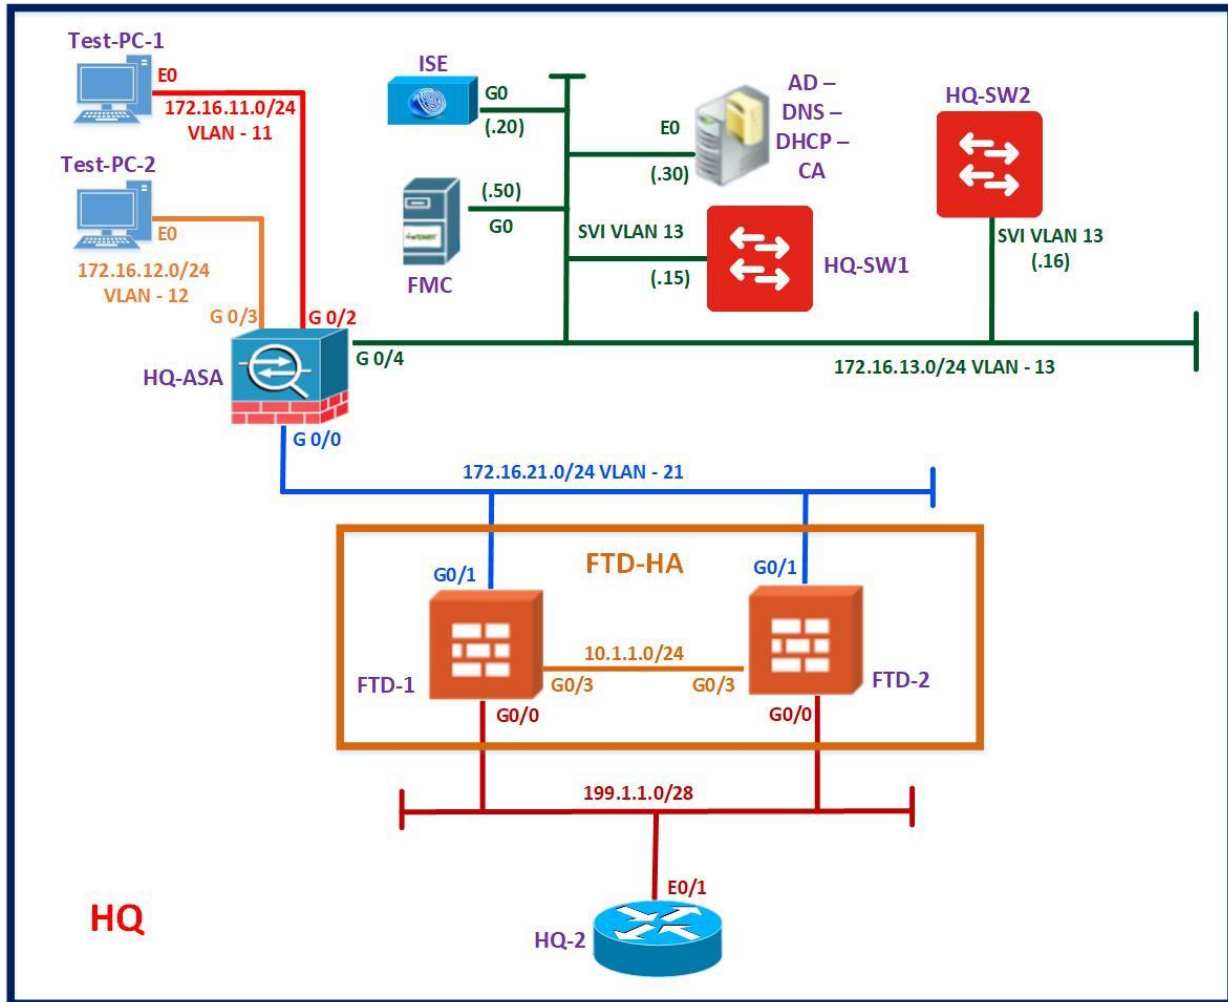 Test-PC-1
E0
172.16.11.0/24
VLAN - 11
Test-PC-2
E0
172.16.12.0/24
VLAN - 12
G 0/3
G 0/2
HQ-ASA
G 0/4
G 0/0
ISE
G0
(.20)
(.50)
G0
FMC
E0
(.30)
AD –
DNS –
DHCP –
CA
SVI VLAN 13
(.15)
HQ-SW1
HQ-SW2
SVI VLAN 13
(.16)
172.16.13.0/24 VLAN - 13
172.16.21.0/24 VLAN - 21
FTD-HA
G0/1
G0/1
10.1.1.0/24
FTD-1
G0/3
G0/3
FTD-2
G0/0
G0/0
199.1.1.0/28
E0/1
HQ-2
HQ